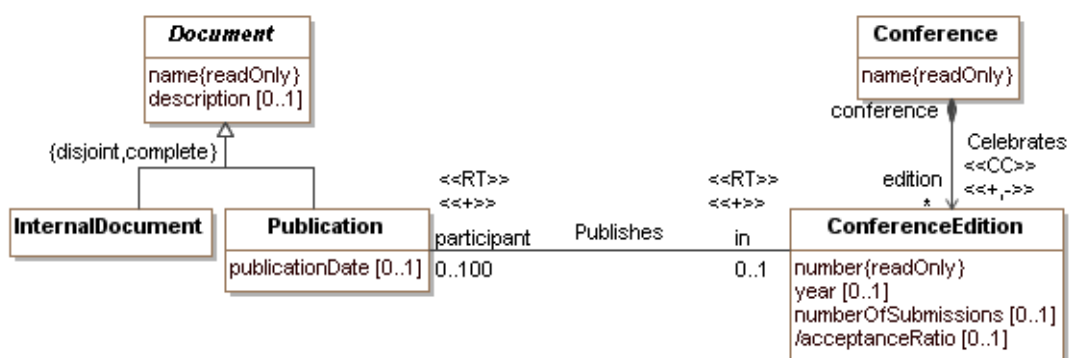 Document
name{readOnly}
description [0..1]
{disjoint,complete}
InternalDocument
Publication
publicationDate [0..1]
<<RT>>
<<+>>
participant
0..100
Publishes
<<RT>>
<<+>>
in
0..1
Conference
name{readOnly}
conference
Celebrates
<<CC>>
<<+,->>
edition
*
ConferenceEdition
number{readOnly}
year [0..1]
numberOfSubmissions [0..1]
/acceptanceRatio [0..1]